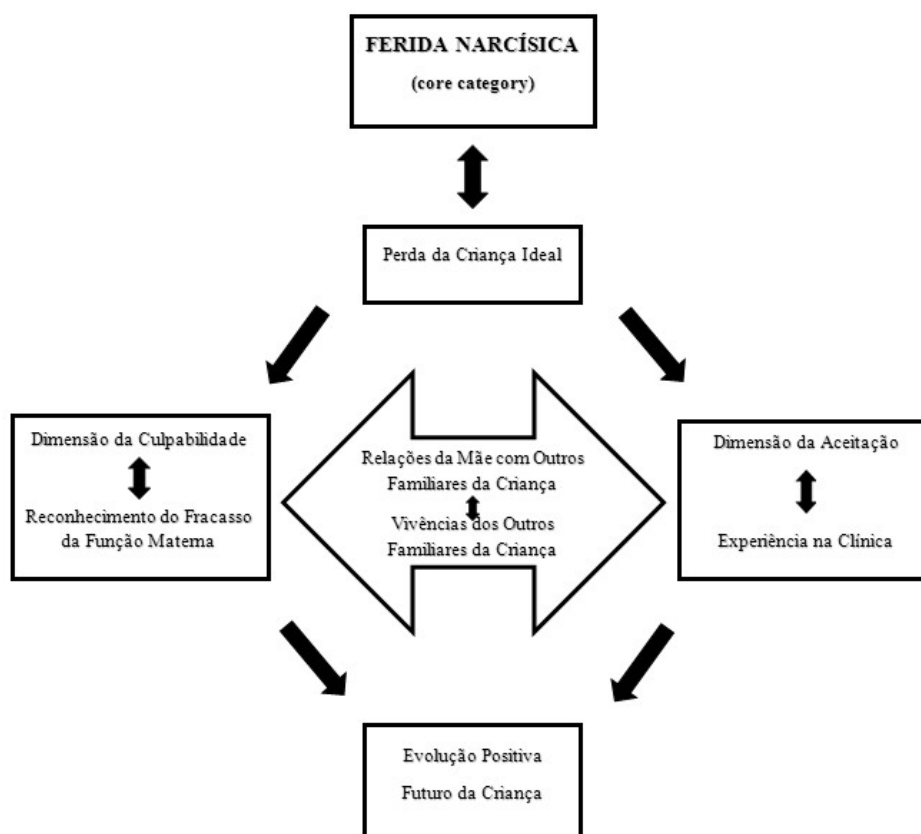 FERIDA NARCÍSICA
(core category)
Perda da Criança Ideal
Dimensão da Culpabilidade
Reconhecimento do Fracasso
da Função Materna
Relações da Mãe com Outros
Familiares da Criança
Vivências dos Outros
Familiares da Criança
Dimensão da Aceitação
Experiência na Clínica
Evolução Positiva
Futuro da Criança